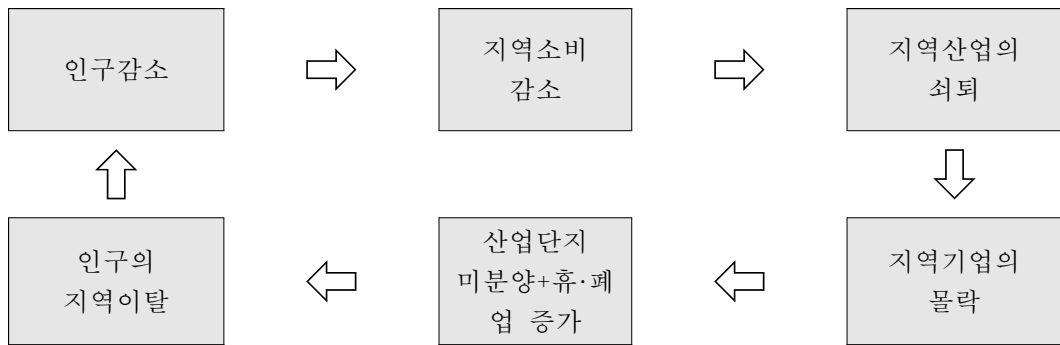 인구감소
지역소비
감소
지역산업의
쇠퇴
인구의
지역이탈
산업단지
미분양+휴·폐
업 증가
지역기업의
몰락